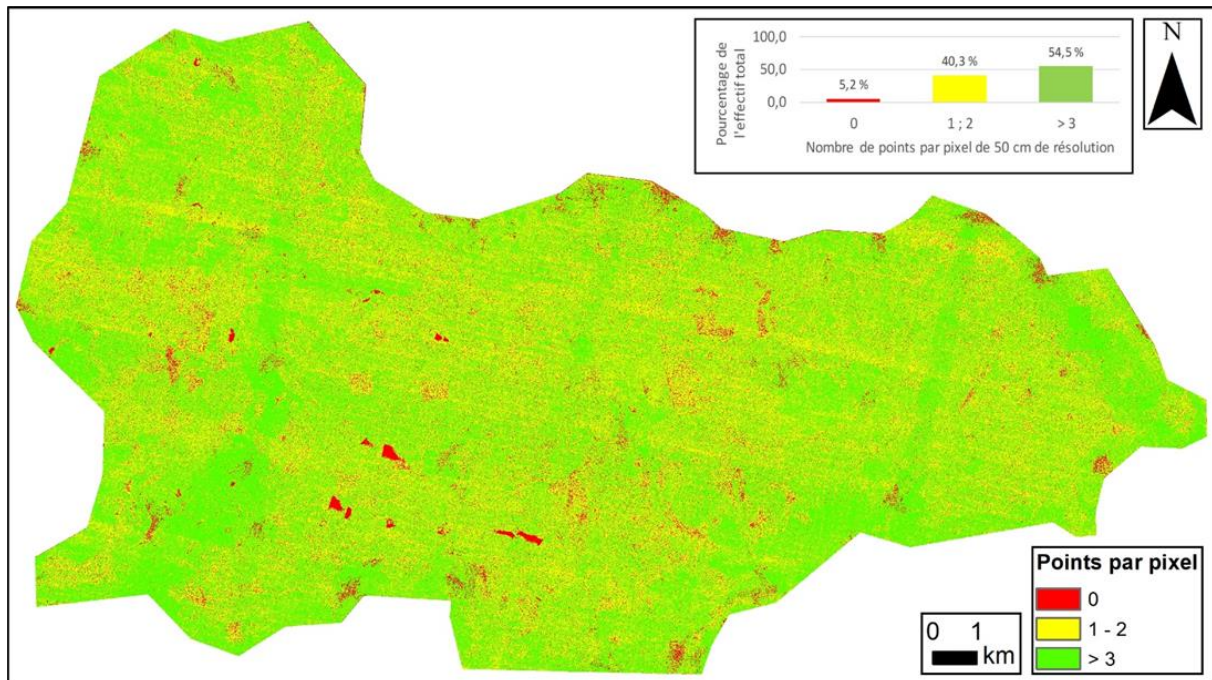 Pourcentage de
l'effectif total
100,0
50,0
0,0
5,2 %
40,3 %
54,5 %
0
1 ; 2
> 3
Nombre de points par pixel de 50 cm de résolution
N
Points par pixel
0
1 - 2
> 3
0 1
km